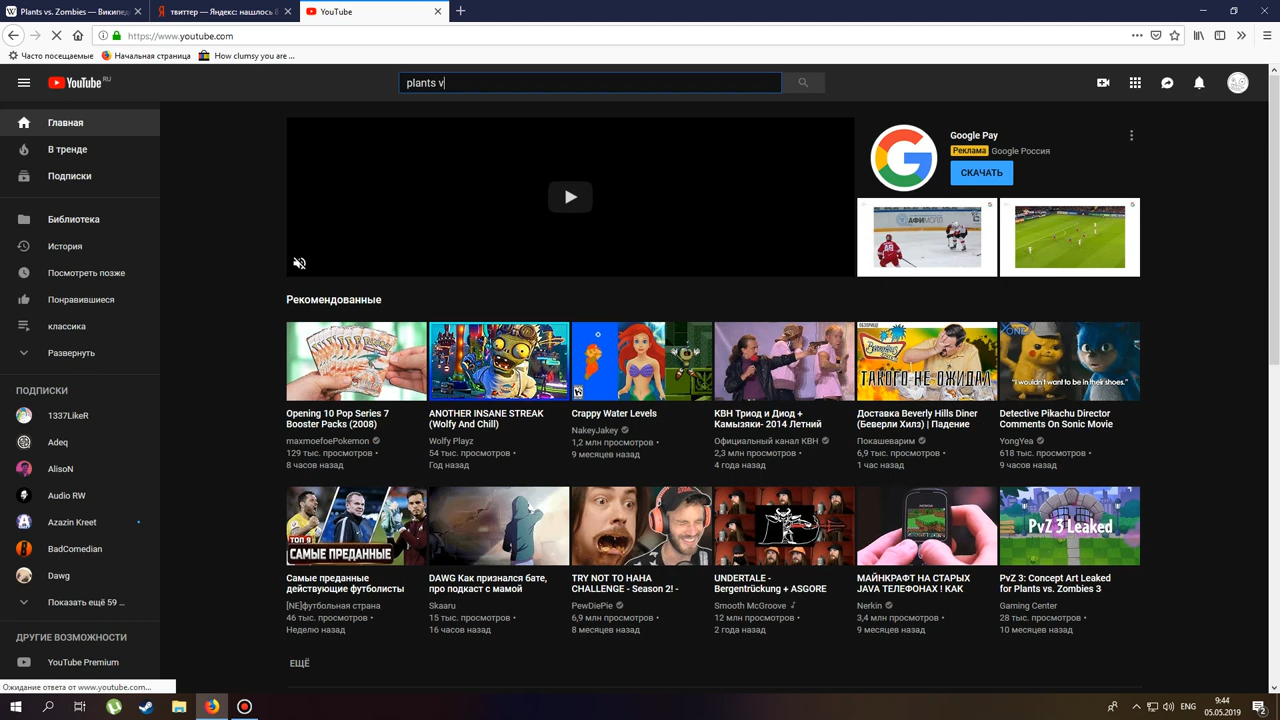 Plants vs. Zombies — Википед
твиттер — Яндекс: нашлось 8
YouTube
https://www.youtube.com
Часто посещаемые
Начальная страница
How clumsy you are ...
YouTube RU
plants v
Главная
В тренде
Подписки
Библиотека
История
Посмотреть позже
Понравившиеся
классика
Развернуть
ПОДПИСКИ
1337LikeR
Adeq
AlisoN
Audio RW
Azazin Kreet
BadComedian
Dawg
Показать ещё 59 ...
ДРУГИЕ ВОЗМОЖНОСТИ
YouTube Premium
Google Pay
Реклама Google Россия
СКАЧАТЬ
Рекомендованные
"I wouldn't want to be in their shoes."
ТАКОГО НЕ ОЖИДАЛ
Opening 10 Pop Series 7
Booster Packs (2008)
maxmoefoePokemon
129 тыс. просмотров •
8 часов назад
ANOTHER INSANE STREAK
(Wolfy And Chill)
Wolfy Playz
54 тыс. просмотров •
Год назад
Crappy Water Levels
NakeyJakey
1,2 млн просмотров •
9 месяцев назад
КВН Триод и Диод +
Камызяки- 2014 Летний
Официальный канал КВН
2,3 млн просмотров •
4 года назад
Доставка Beverly Hills Diner
(Беверли Хилз) | Падение
Покашеварим
6,9 тыс. просмотров •
1 час назад
Detective Pikachu Director
Comments On Sonic Movie
YongYea
618 тыс. просмотров •
9 часов назад
ТОП 9
САМЫЕ ПРЕДАННЫЕ
PvZ 3 Leaked
Самые преданные
действующие футболисты
[NE]футбольная страна
46 тыс. просмотров •
Неделю назад
DAWG Как признался бате,
про подкаст с мамой
Skaaru
15 тыс. просмотров •
16 часов назад
TRY NOT TO HAHA
CHALLENGE - Season 2! -
PewDiePie
6,9 млн просмотров •
8 месяцев назад
UNDERTALE -
Bergentrückung + ASGORE
Smooth McGroove
12 млн просмотров •
2 года назад
МАЙНКРАФТ НА СТАРЫХ
JAVA ТЕЛЕФОНАХ ! КАК
Nerkin
3,4 млн просмотров •
9 месяцев назад
PvZ 3: Concept Art Leaked
for Plants vs. Zombies 3
Gaming Center
28 тыс. просмотров •
10 месяцев назад
ЕЩЁ
Ожидание ответа от www.youtube.com...
ENG
9:44
05.05.2019